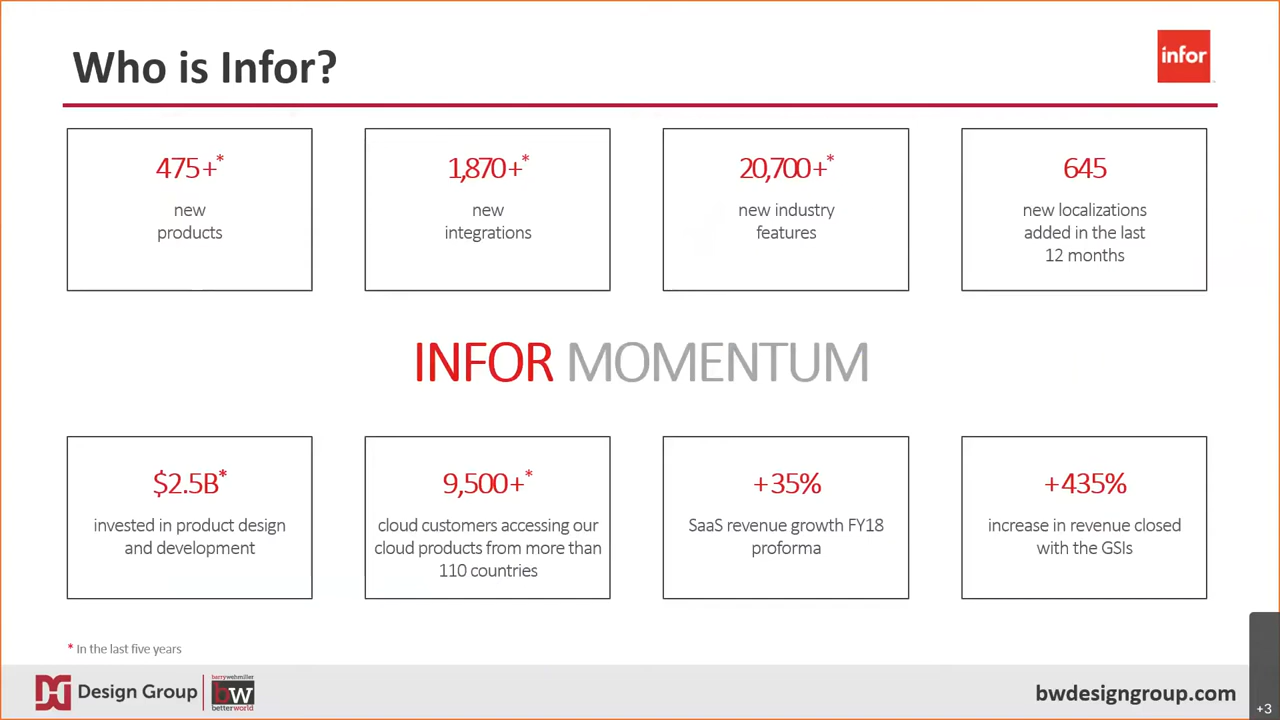 Who is Infor?
infor
475+*
new
products
1,870+*
new
integrations
20,700+*
new industry
features
645
new localizations
added in the last
12 months
INFOR MOMENTUM
$2.5B*
invested in product design
and development
9,500+*
cloud customers accessing our
cloud products from more than
110 countries
+35%
SaaS revenue growth FY18
proforma
+435%
increase in revenue closed
with the GSIs
* In the last five years
Design Group
barrywehmiller
bw
betterworld
bwdesigngroup.com
+3